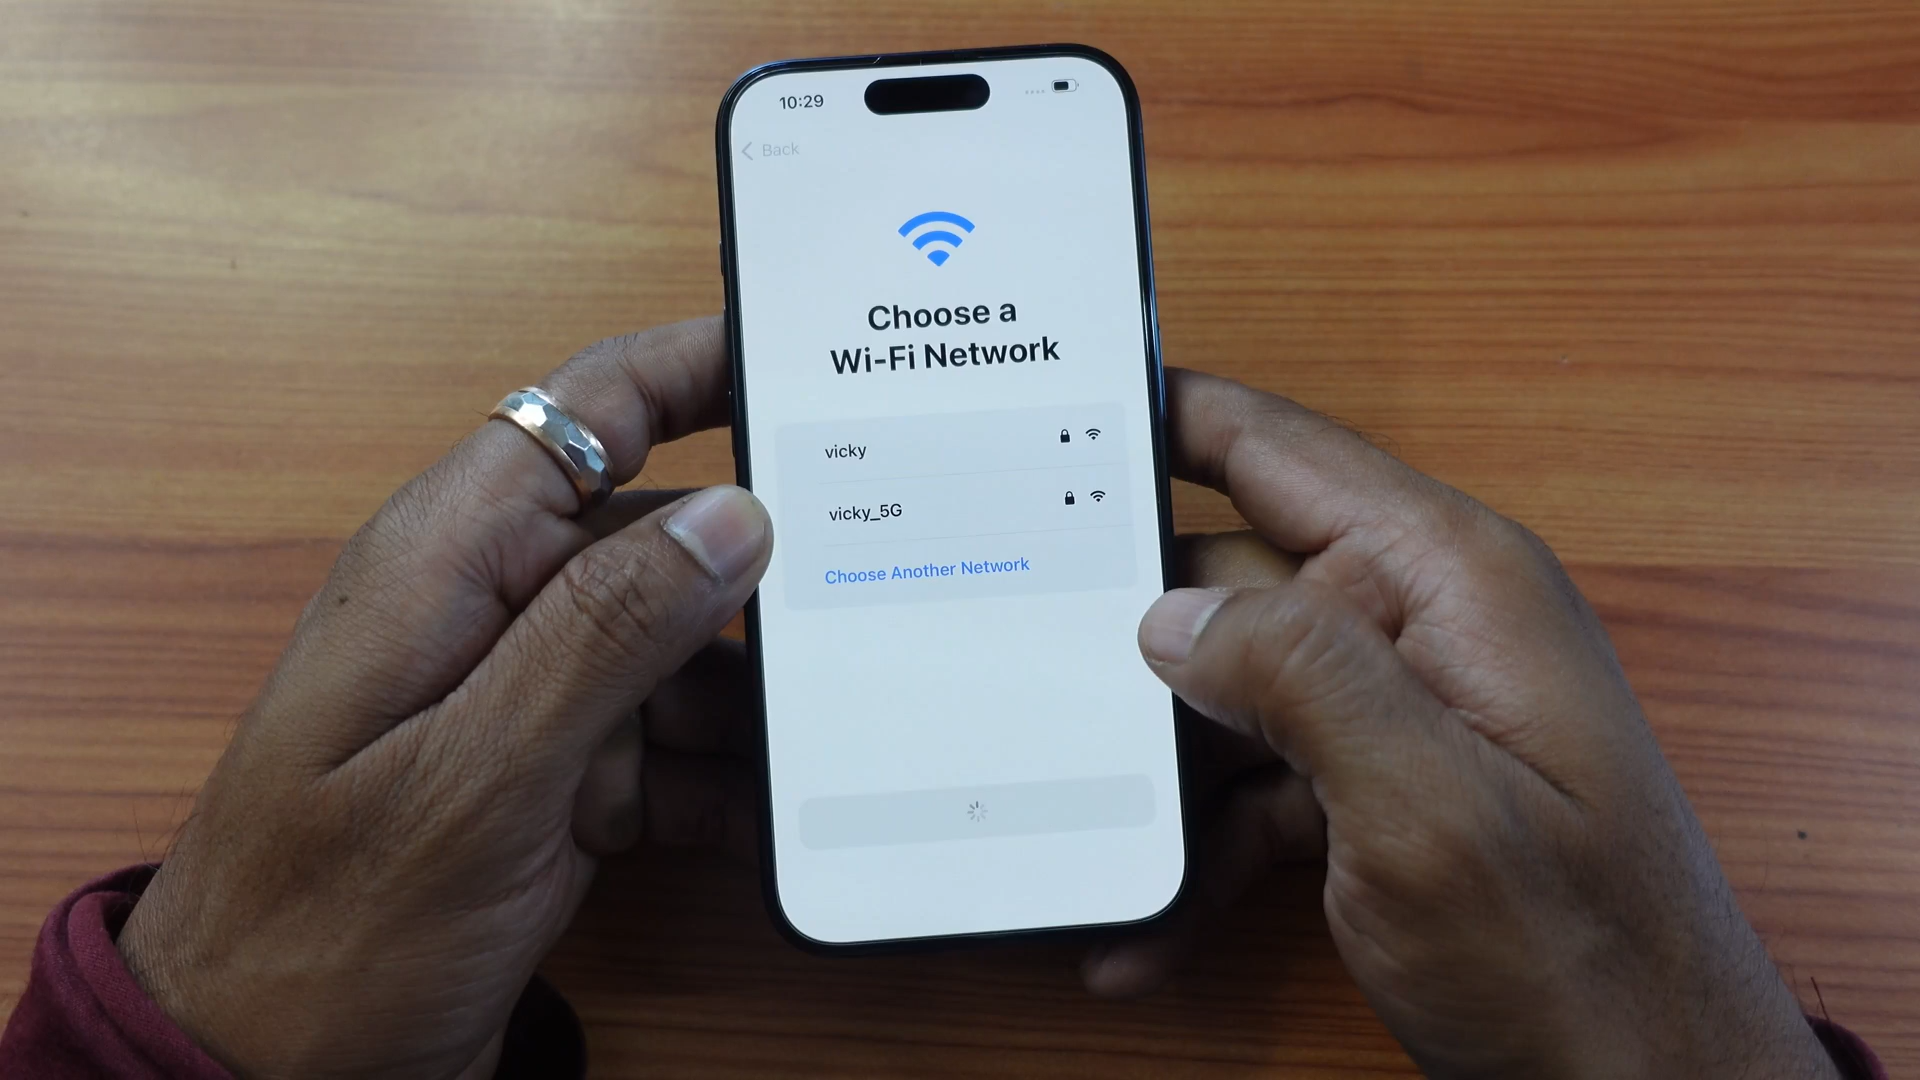 10:29
Back
Choose a
Wi-Fi Network
vicky
vicky_5G
Choose Another Network